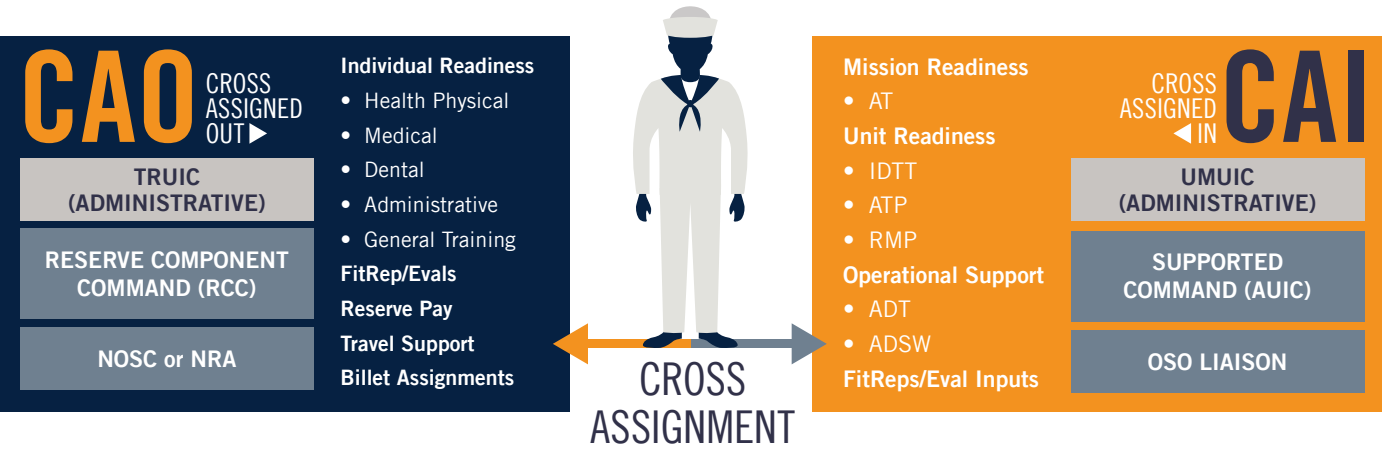 CAO
CROSS
ASSIGNED
OUT
TRUIC
(ADMINISTRATIVE)
RESERVE COMPONENT
COMMAND (RCC)
NOSC or NRA
Individual Readiness
• Health Physical
• Medical
• Dental
• Administrative
• General Training
FitRep/Evals
Reserve Pay
Travel Support
Billet Assignments
CROSS
ASSIGNMENT
Mission Readiness
• AT
Unit Readiness
• IDTT
• ATP
• RMP
Operational Support
• ADT
• ADSW
FitReps/Eval Inputs
CROSS
ASSIGNED
IN
CAI
UMUIC
(ADMINISTRATIVE)
SUPPORTED
COMMAND (AUIC)
OSO LIAISON